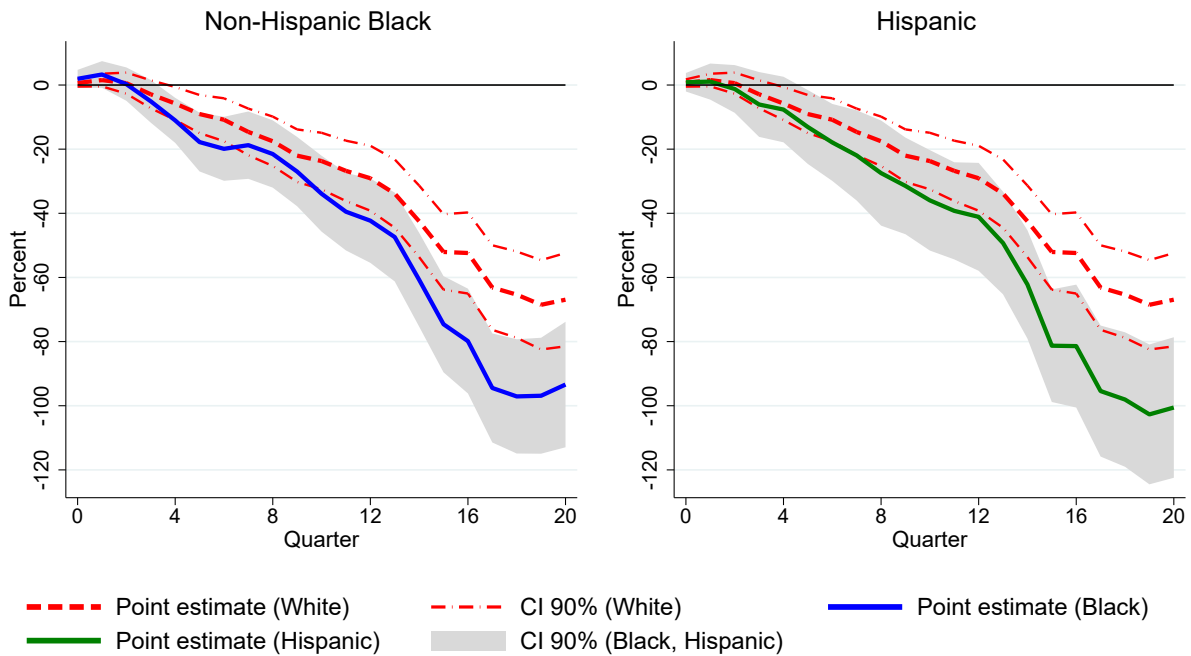 Non-Hispanic Black
Percent
0
20
-40
-60
-80
-100
-120
0 4 8 12 16 20
Quarter
Hispanic
Percent
0
20
-40
-60
-80
-100
-120
0 4 8 12 16 20
Quarter
Point estimate (White) CI 90% (White) Point estimate (Black)
Point estimate (Hispanic) CI 90% (Black, Hispanic)